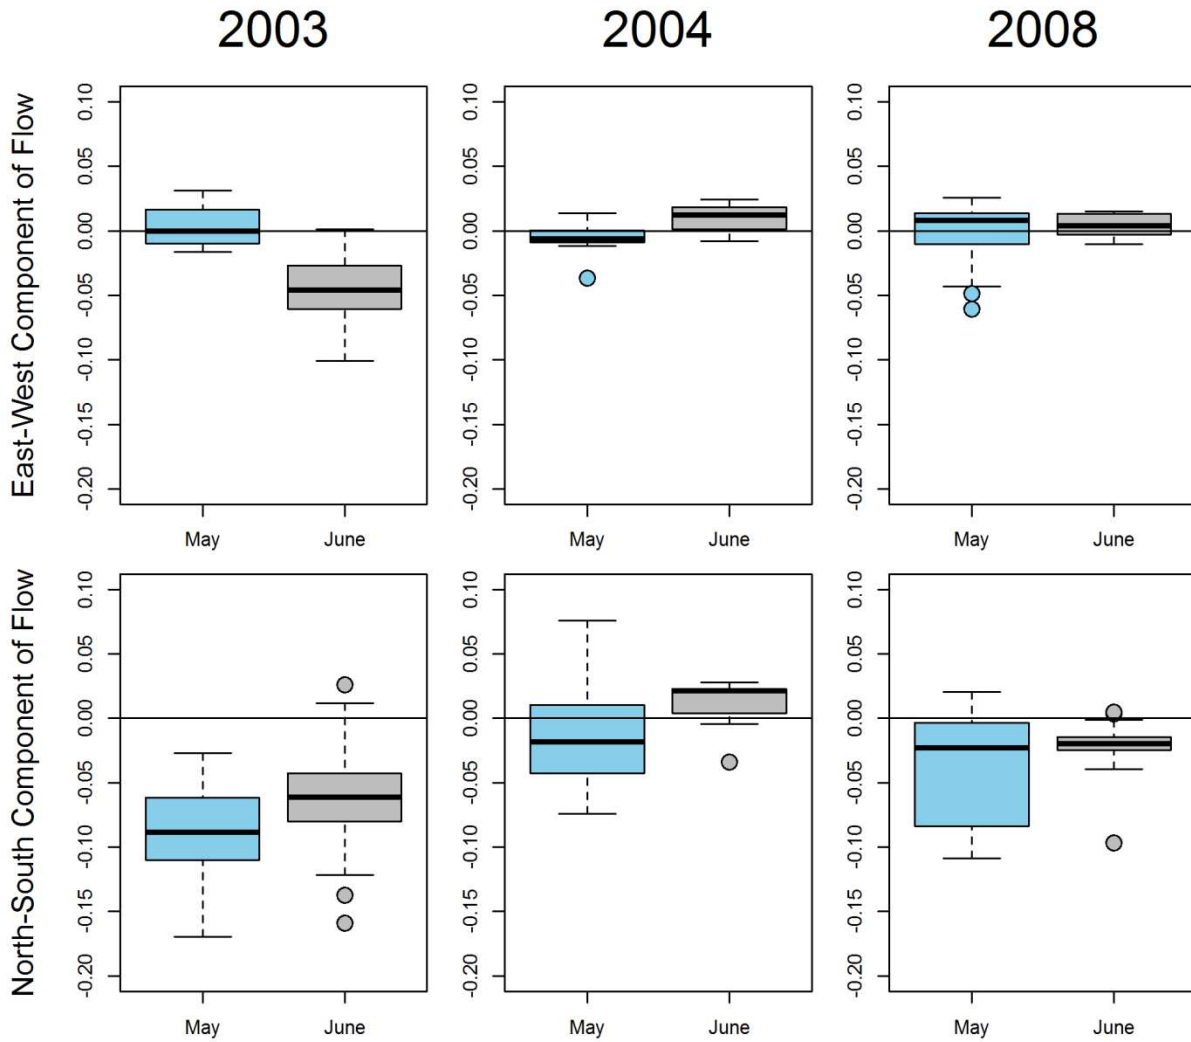 2003 2004 2008
East-West Component of Flow
0.10 0.10 0.10
0.05 0.05 0.05
0.00 0.00 0.00
-0.05 -0.05 -0.05
-0.10 -0.10 -0.10
-0.15 -0.15 -0.15
-0.20 -0.20 -0.20
May June May June May June
North-South Component of Flow
0.10 0.10 0.10
0.05 0.05 0.05
0.00 0.00 0.00
-0.05 -0.05 -0.05
-0.10 -0.10 -0.10
-0.15 -0.15 -0.15
-0.20 -0.20 -0.20
May June May June May June